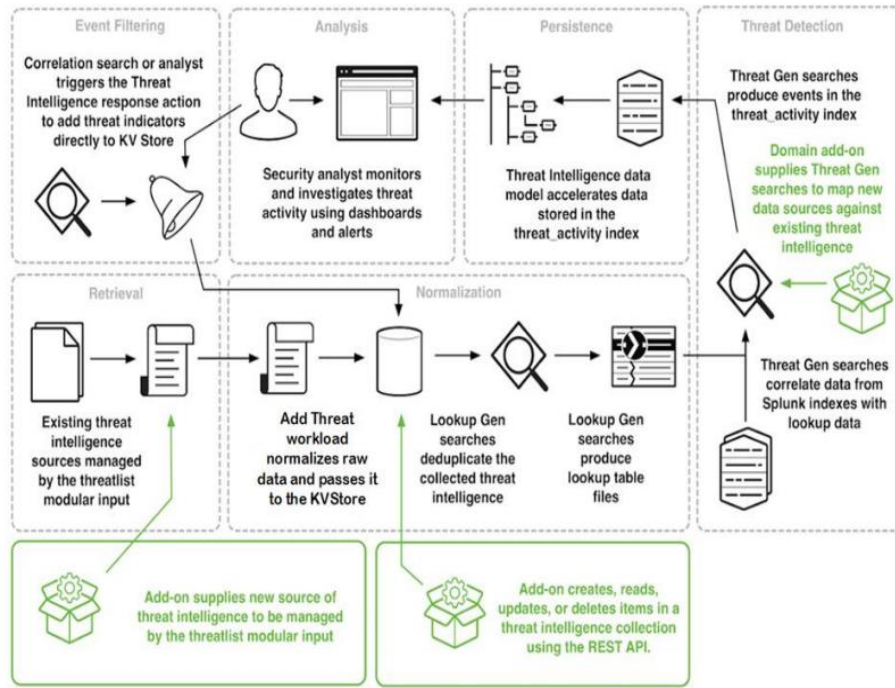 Event Filtering
Correlation search or analyst
triggers the Threat
Intelligence response action
to add threat indicators
directly to KV Store
Analysis
Security analyst monitors
and investigates threat
activity using dashboards
and alerts
Persistence
Threat Intelligence data
model accelerates data
stored in the
threat_activity index
Threat Detection
Threat Gen searches
produce events in the
threat_activity index
Domain add-on
supplies Threat Gen
searches to map new
data sources against
existing threat
intelligence
Threat Gen searches
correlate data from
Splunk indexes with
lookup data
Retrieval
Existing threat
intelligence
sources managed
by the threatlist
modular input
Normalization
Add Threat
workload
normalizes raw
data and passes it
to the KVStore
Lookup Gen
searches
deduplicate the
collected threat
intelligence
Lookup Gen
searches
produce
lookup table
files
Add-on supplies new source of
threat intelligence to be managed
by the threatlist modular input
Add-on creates, reads,
updates, or deletes items in a
threat intelligence collection
using the REST API.